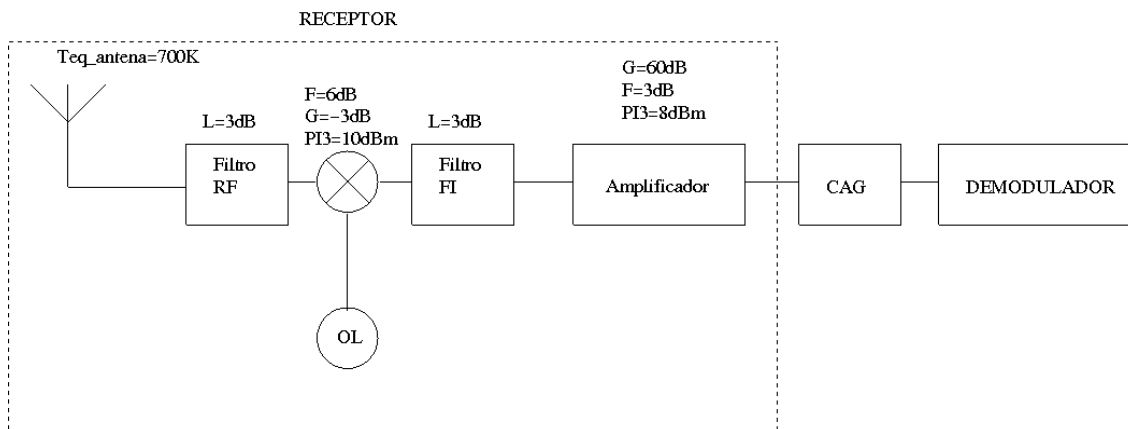 RECEPTOR
Teq_antena=700K
L=3dB
Filtro
RF
F=6dB
G=−3dB
PI3=10dBm
OL
L=3dB
Filtro
FI
G=60dB
F=3dB
PI3=8dBm
Amplificador
CAG
DEMODULADOR